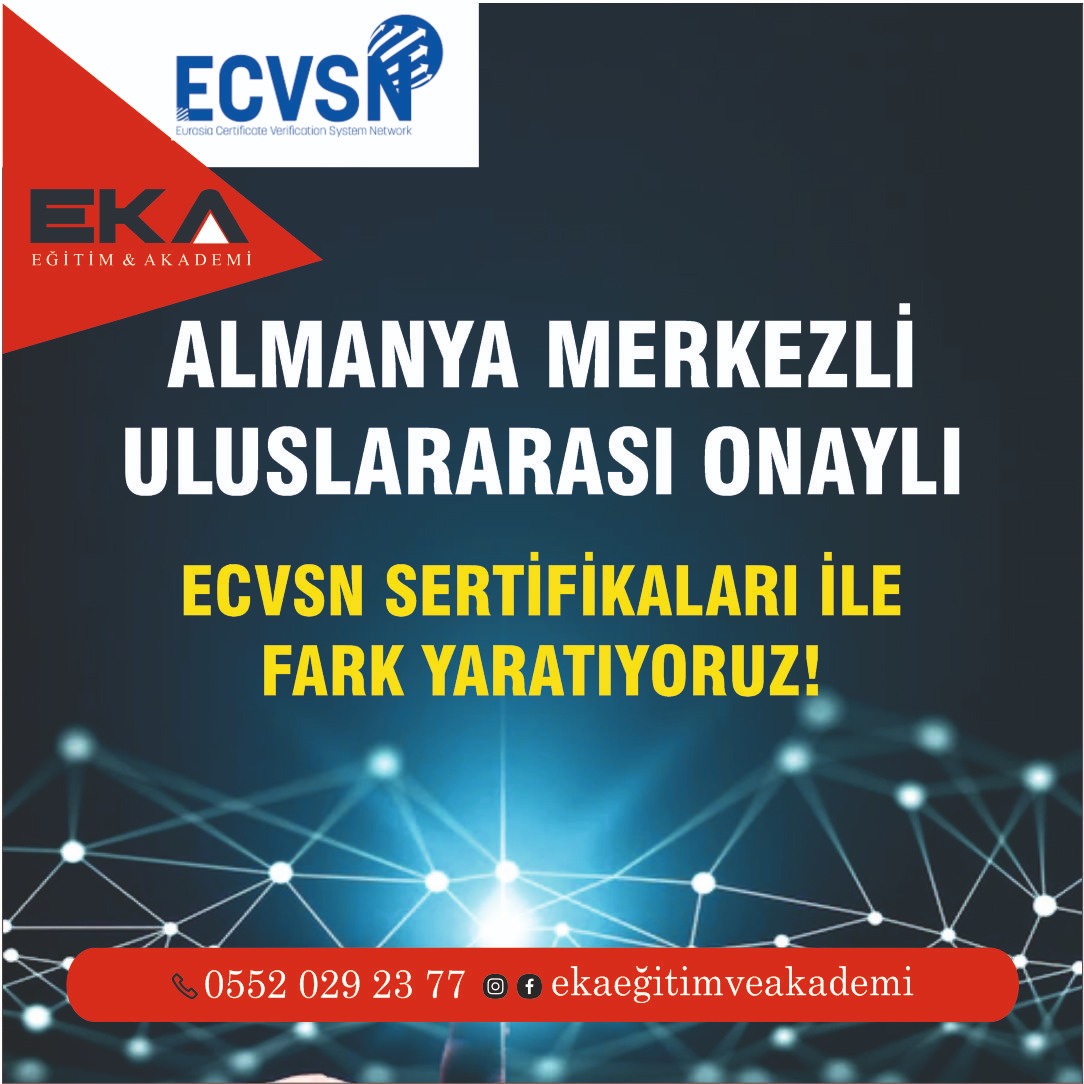 ECVSN
Eurasia Certificate Verification System Network
EKA
EĞİTİM & AKADEMİ
ALMANYA MERKEZLİ
ULUSLARARASI ONAYLI
ECVSN SERTİFİKALARI İLE
FARK YARATIYORUZ!
0552 029 23 77 ekaeğitimveakademi